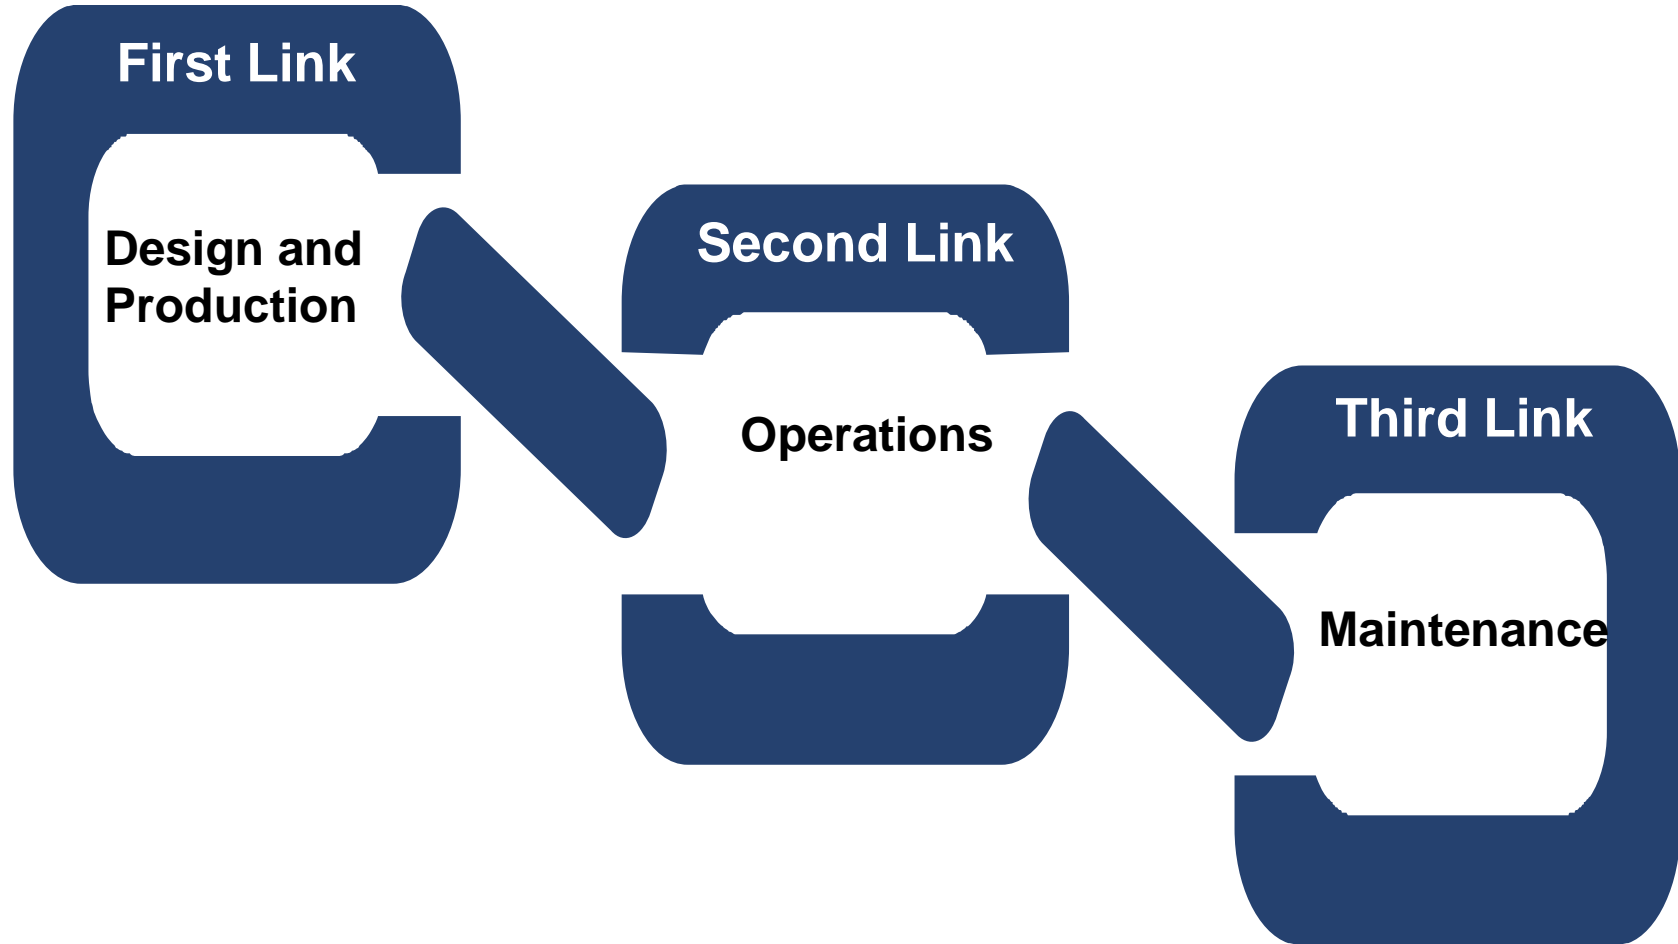 First Link
Design and
Production
Second Link
Operations
Third Link
Maintenance